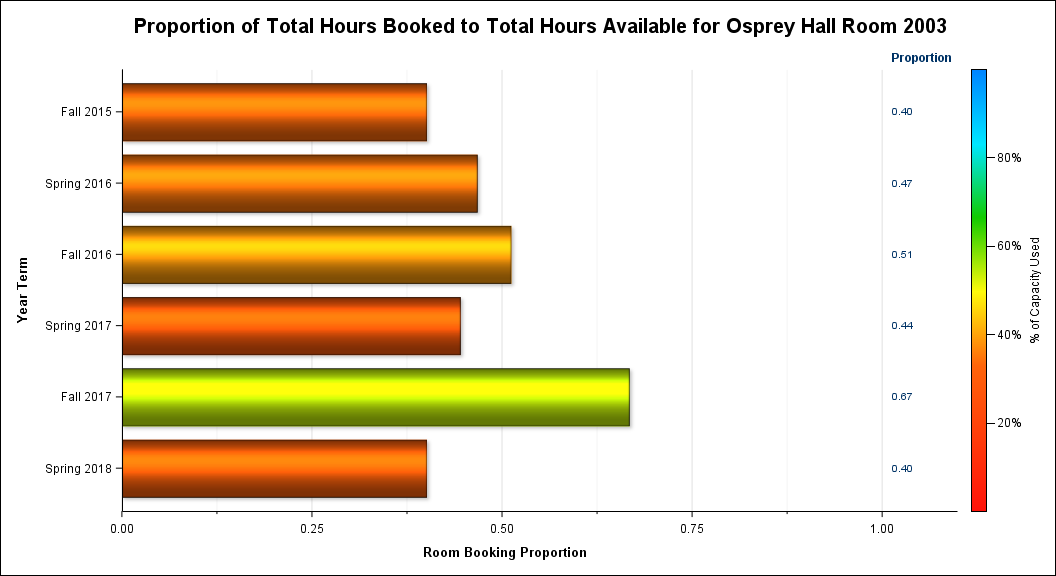 Proportion of Total Hours Booked to Total Hours Available for Osprey Hall Room 2003
Proportion
Fall 2015
0.40
Spring 2016
0.47
Fall 2016
0.51
Spring 2017
0.44
Fall 2017
0.67
Spring 2018
0.40
Year Term
0.00
0.25
0.50
0.75
1.00
Room Booking Proportion
80%
60%
40%
20%
% of Capacity Used